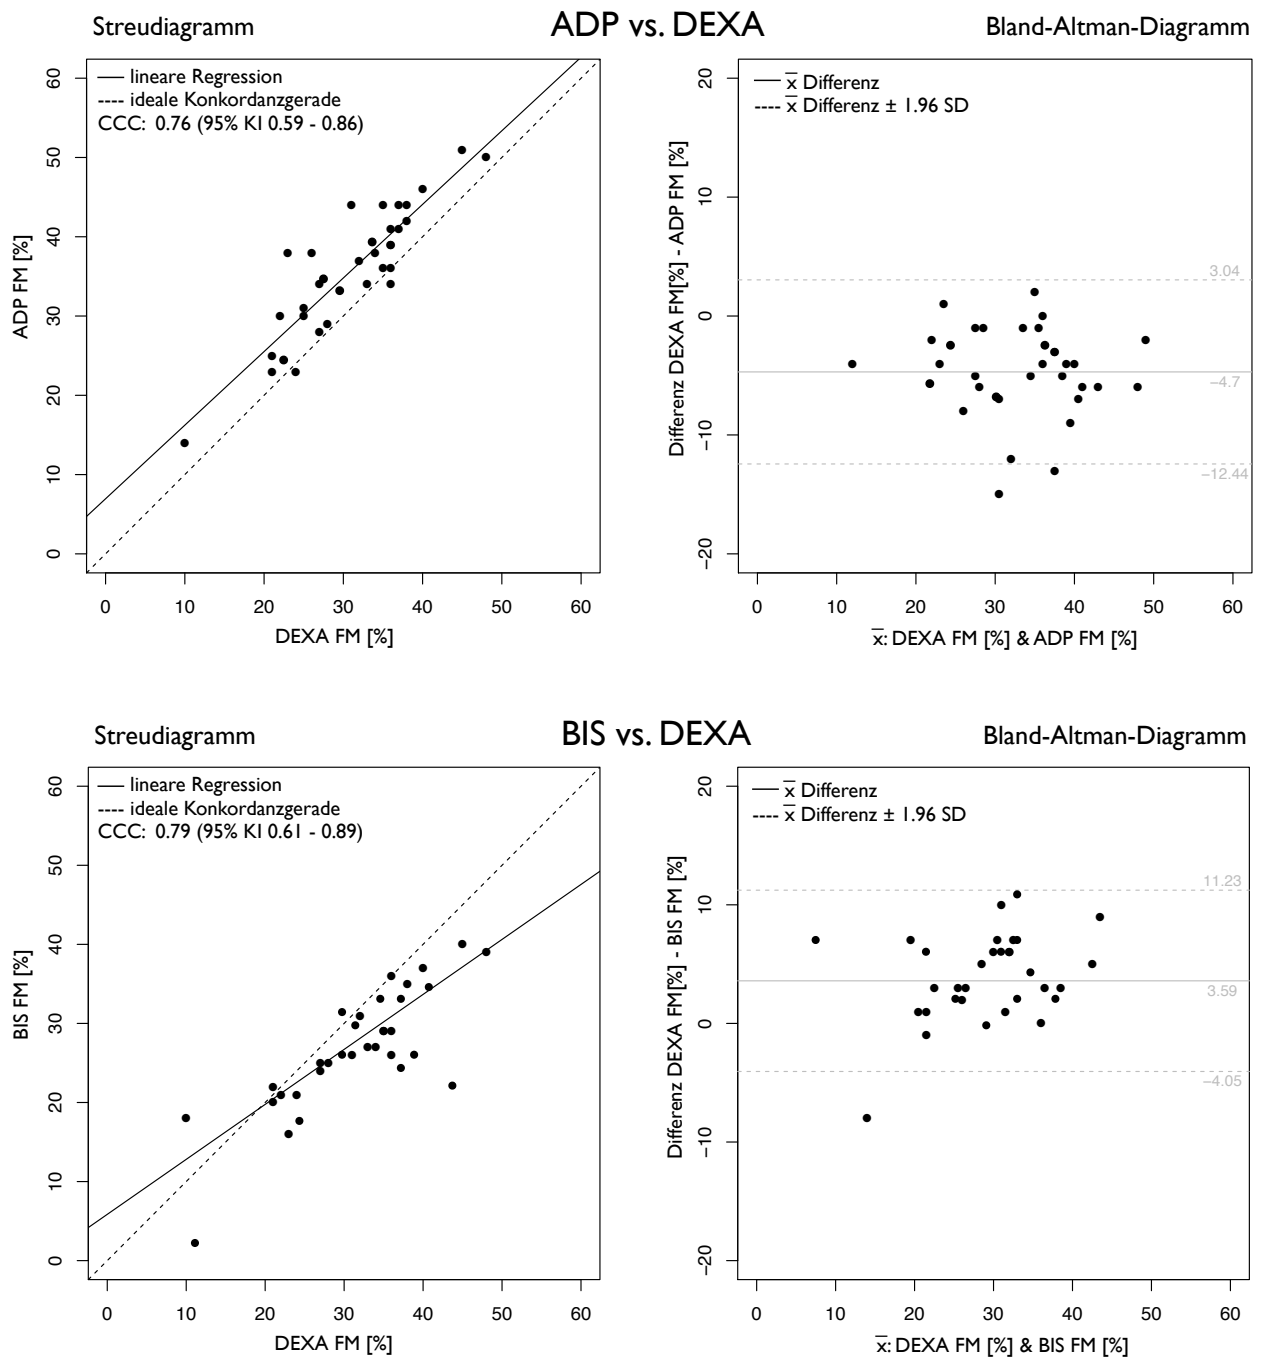 Streudiagramm
ADP vs. DEXA
Bland-Altman-Diagramm
lineare Regression
ideale Konkordanzgerade
CCC: 0.76 (95% KI 0.59 - 0.86)
60
50
40
30
20
10
0
ADP FM [%]
0 10 20 30 40 50 60
DEXA FM [%]
x̅ Differenz
x̅ Differenz ± 1.96 SD
20
10
0
−10
−20
Differenz DEXA FM[%] - ADP FM [%]
3.04
−4.7
−12.44
0 10 20 30 40 50 60
x̅: DEXA FM [%] & ADP FM [%]
Streudiagramm
BIS vs. DEXA
Bland-Altman-Diagramm
lineare Regression
ideale Konkordanzgerade
CCC: 0.79 (95% KI 0.61 - 0.89)
60
50
40
30
20
10
0
BIS FM [%]
0 10 20 30 40 50 60
DEXA FM [%]
x̅ Differenz
x̅ Differenz ± 1.96 SD
20
10
0
−10
−20
Differenz DEXA FM[%] - BIS FM [%]
11.23
3.59
−4.05
0 10 20 30 40 50 60
x̅: DEXA FM [%] & BIS FM [%]